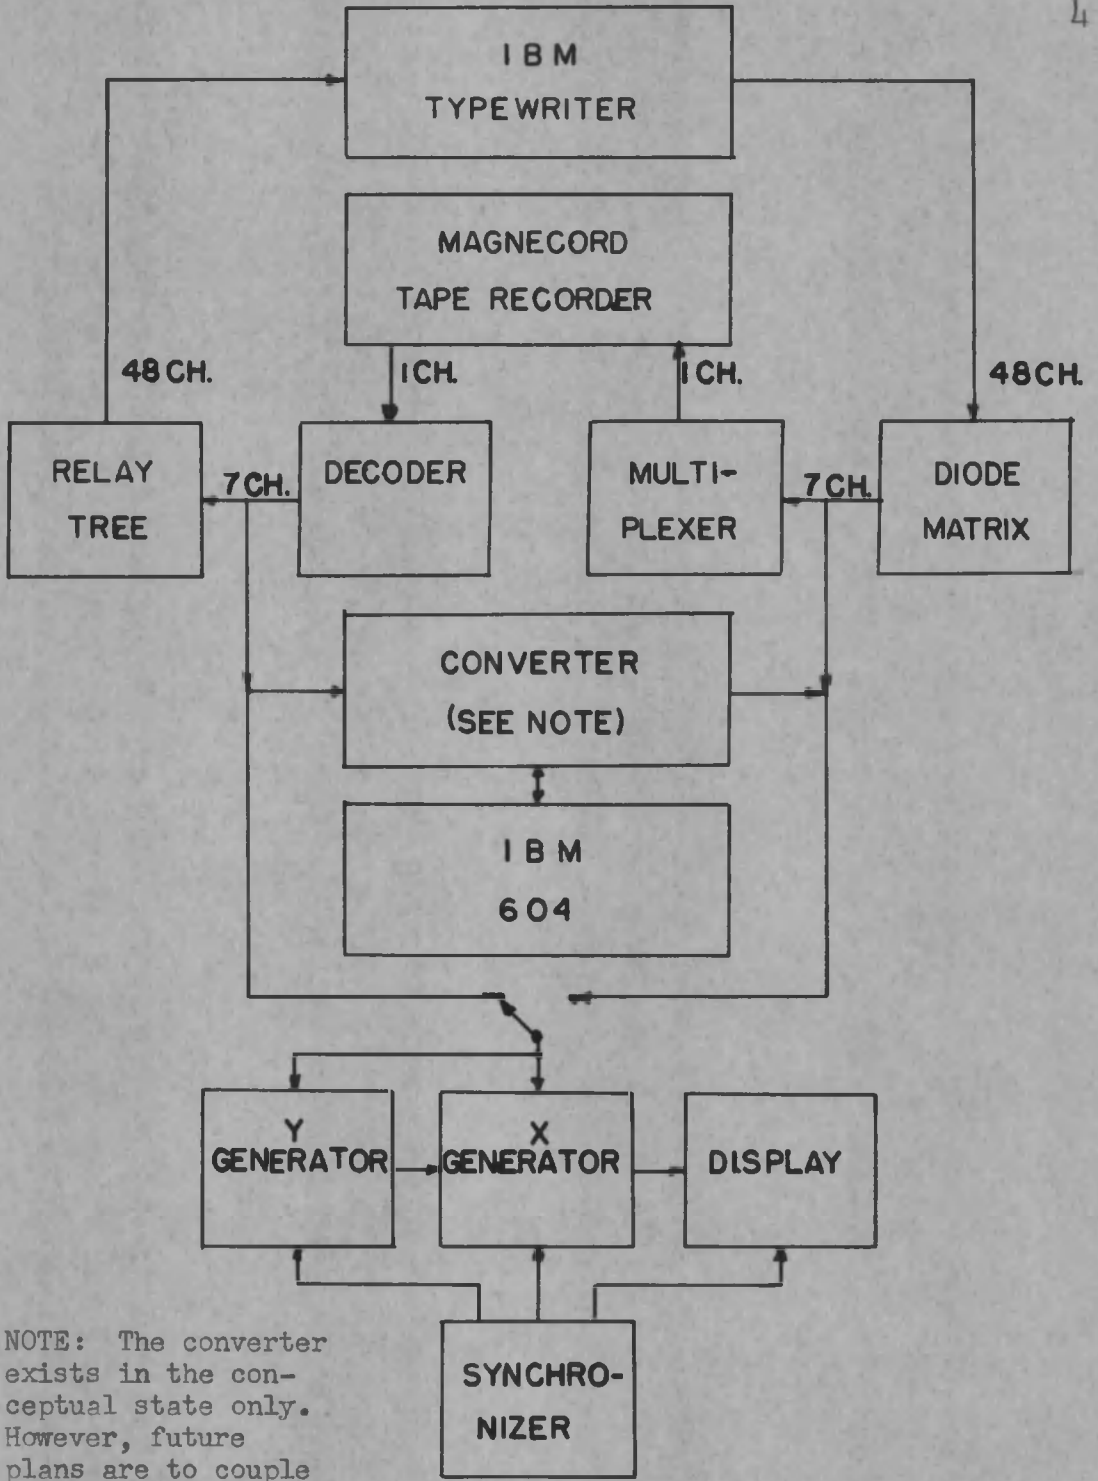 4
IBM
TYPEWRITER
MAGNECORD
TAPE RECORDER
48 CH.
1 CH.
1 CH.
48 CH.
RELAY
TREE
7 CH.
DECODER
MULTI-
PLEXER
7 CH.
DIODE
MATRIX
CONVERTER
(SEE NOTE)
IBM
604
Y
GENERATOR
X
GENERATOR
DISPLAY
SYNCHRO-
NIZER
NOTE: The converter
exists in the con-
ceptual state only.
However, future
plans are to couple